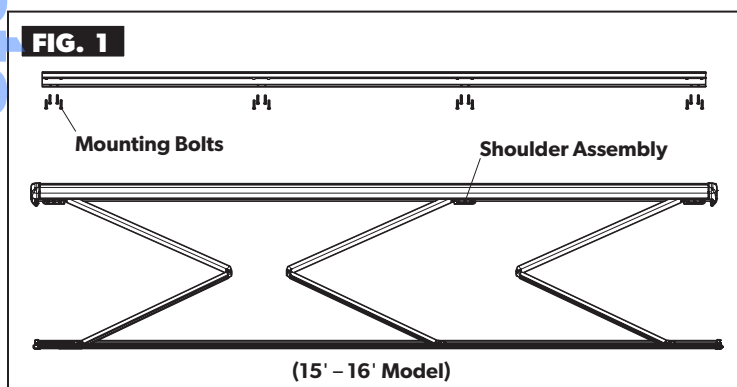 FIG. 1
Mounting Bolts
Shoulder Assembly
(15' – 16' Model)